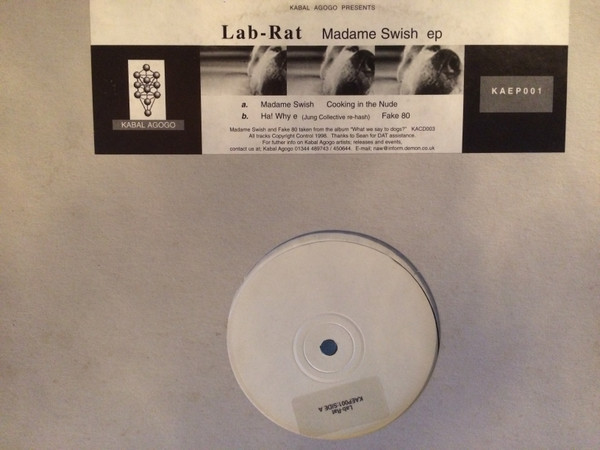 KABAL AGOGO PRESENTS
Lab-Rat Madame Swish ep
KABAL AGOGO
KAEP001
a. Madame Swish Cooking in the Nude
b. Ha! Why e (Jung Collective re-hash) Fake 80
Madame Swish and Fake 80 taken from the album "What we say to dogs?" KACD003
All tracks Copyright Control 1998. Thanks to Sean for DAT assistance.
For futher info on Kabal Agogo artists; releases and events,
contact us at, Kabal Agogo 01344 489743 / 450644. E-mail: naw@inform.demon.co.uk
Lab-Rat
KAEP001/SIDE A